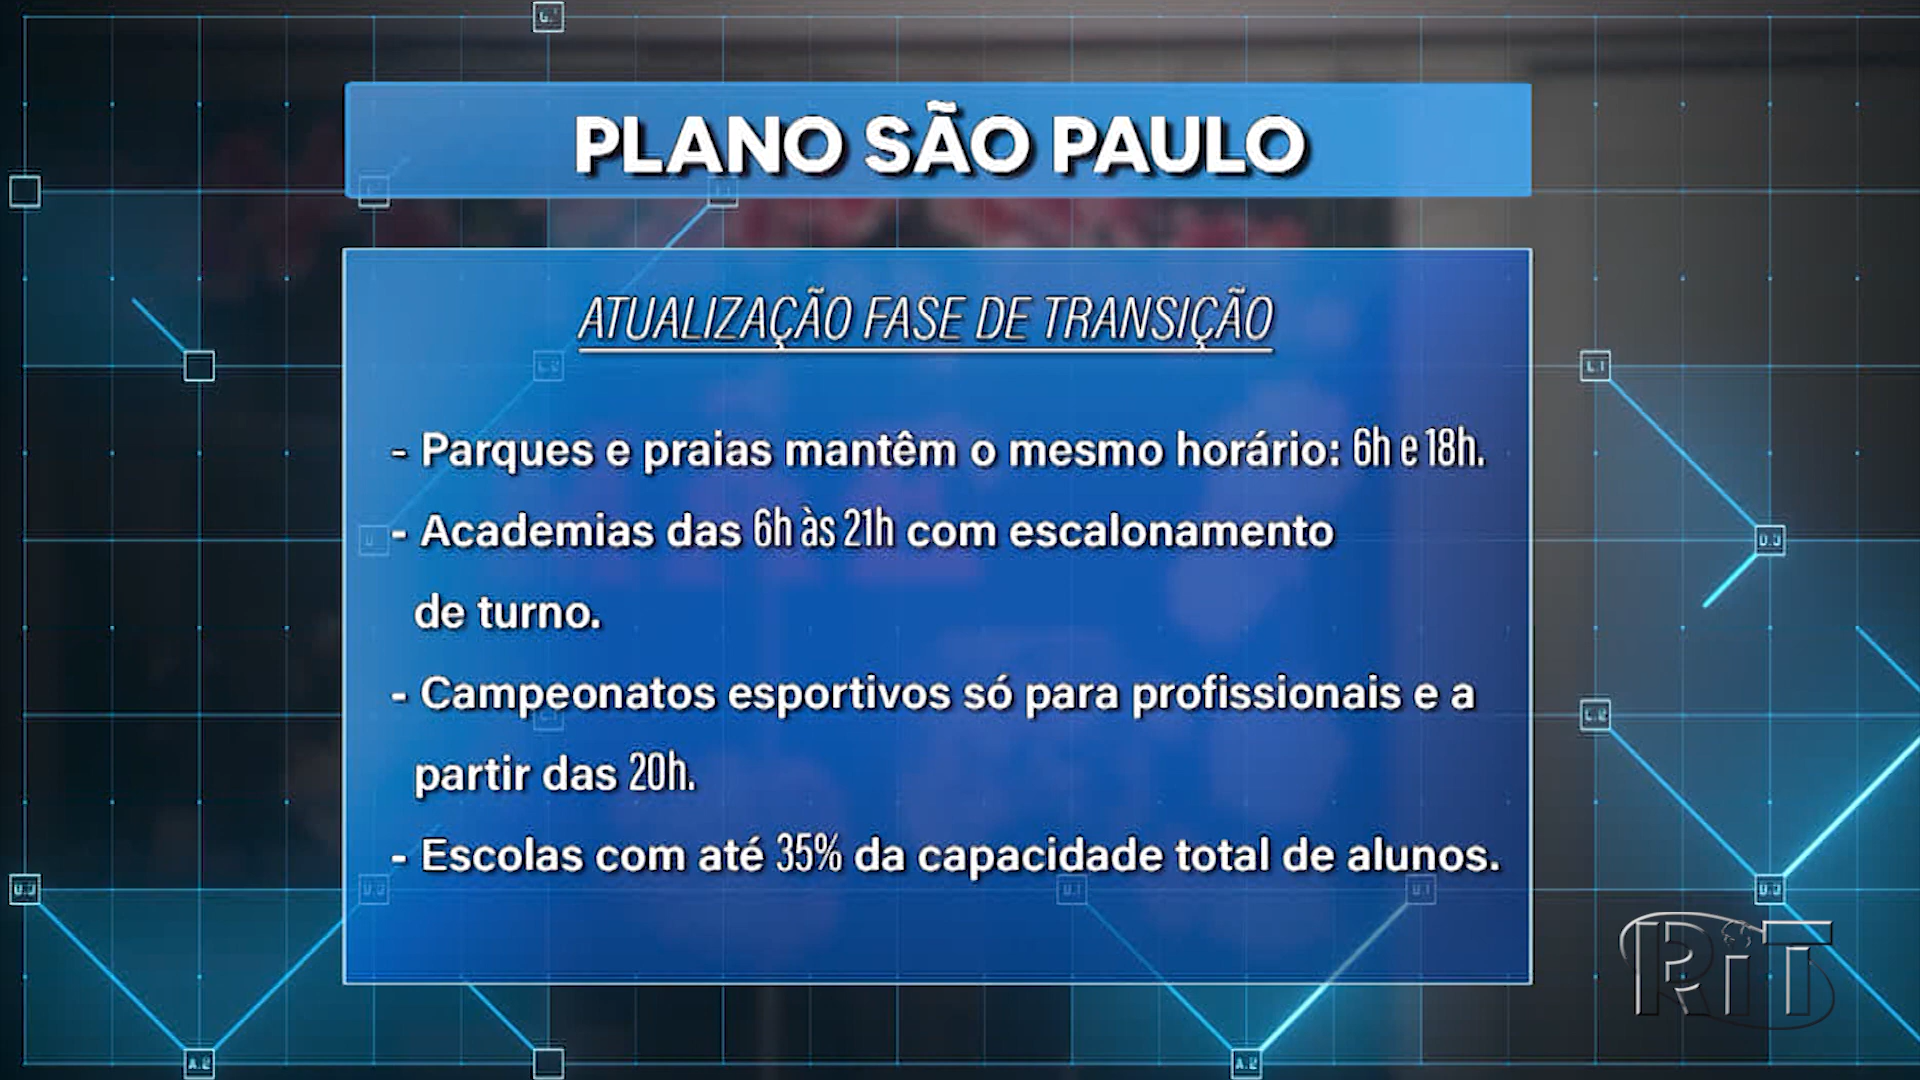 PLANO SÃO PAULO
ATUALIZAÇÃO FASE DE TRANSIÇÃO
- Parques e praias mantêm o mesmo horário: 6h e 18h.
- Academias das 6h às 21h com escalonamento
de turno.
- Campeonatos esportivos só para profissionais e a
partir das 20h.
- Escolas com até 35% da capacidade total de alunos.
RiT